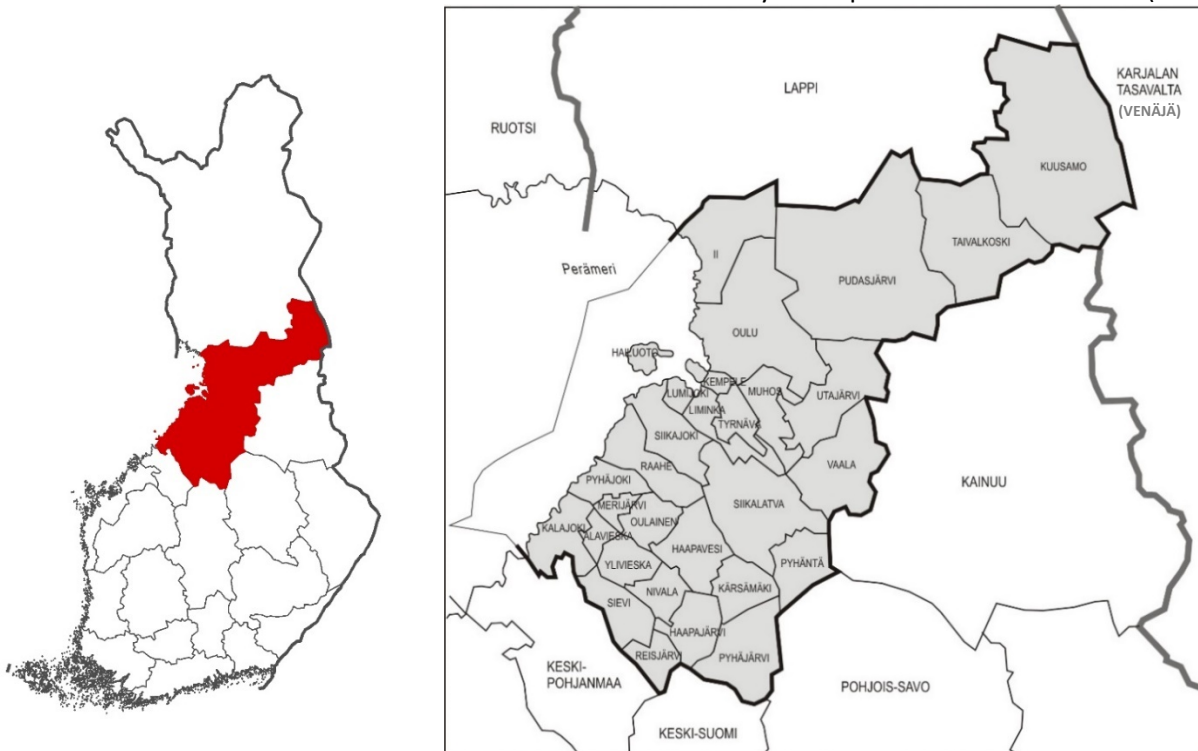 LAPPI
KARJALAN
TASAVALTA
(VENÄJÄ)
RUOTSI
KUUSAMO
TAIVALKOSKI
II
Perämeri
PUDASJÄRVI
OULU
HAILUOTO
KEMPELE
LUMIJOKI
MUHOS
UTAJÄRVI
LIMINKA
TYRNÄVÄ
SIIKAJOKI
RAAHE
VAALA
PYHÄJOKI
KAINUU
MERIJÄRVI
SIIKALATVA
KALAJOKI
OULAINEN
ALAVIESKA
HAAPAVESI
YLIVIESKA
PYHÄNTÄ
KÄRSÄMÄKI
NIVALA
SIEVI
HAAPAJÄRVI
REISJÄRVI
PYHÄJÄRVI
KESKI-
POHJANMAA
POHJOIS-SAVO
KESKI-SUOMI